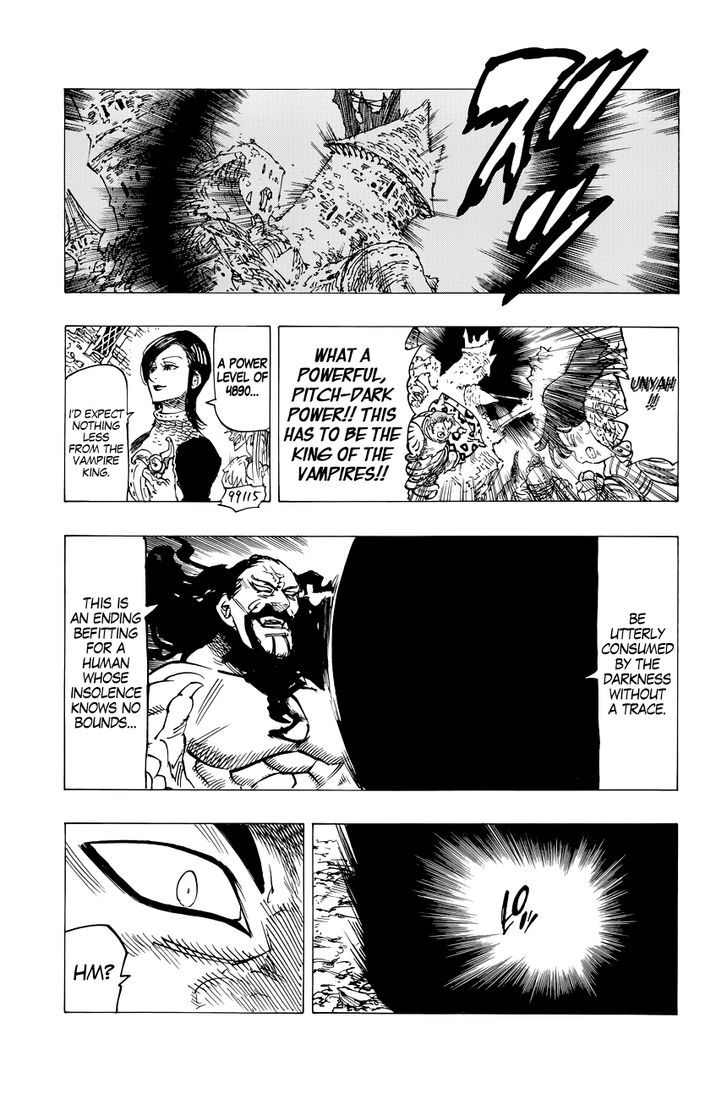 UNYAH
!!!
WHAT A
POWERFUL,
PITCH-DARK
POWER!! THIS
HAS TO BE THE
KING OF THE
VAMPIRES!!
A POWER
LEVEL OF
4890...
I'D EXPECT
NOTHING
LESS
FROM THE
VAMPIRE
KING.
99115
BE
UTTERLY
CONSUMED
BY THE
DARKNESS
WITHOUT
A TRACE.
THIS IS
AN ENDING
BEFITTING
FOR A
HUMAN
WHOSE
INSOLENCE
KNOWS NO
BOUNDS...
HM?